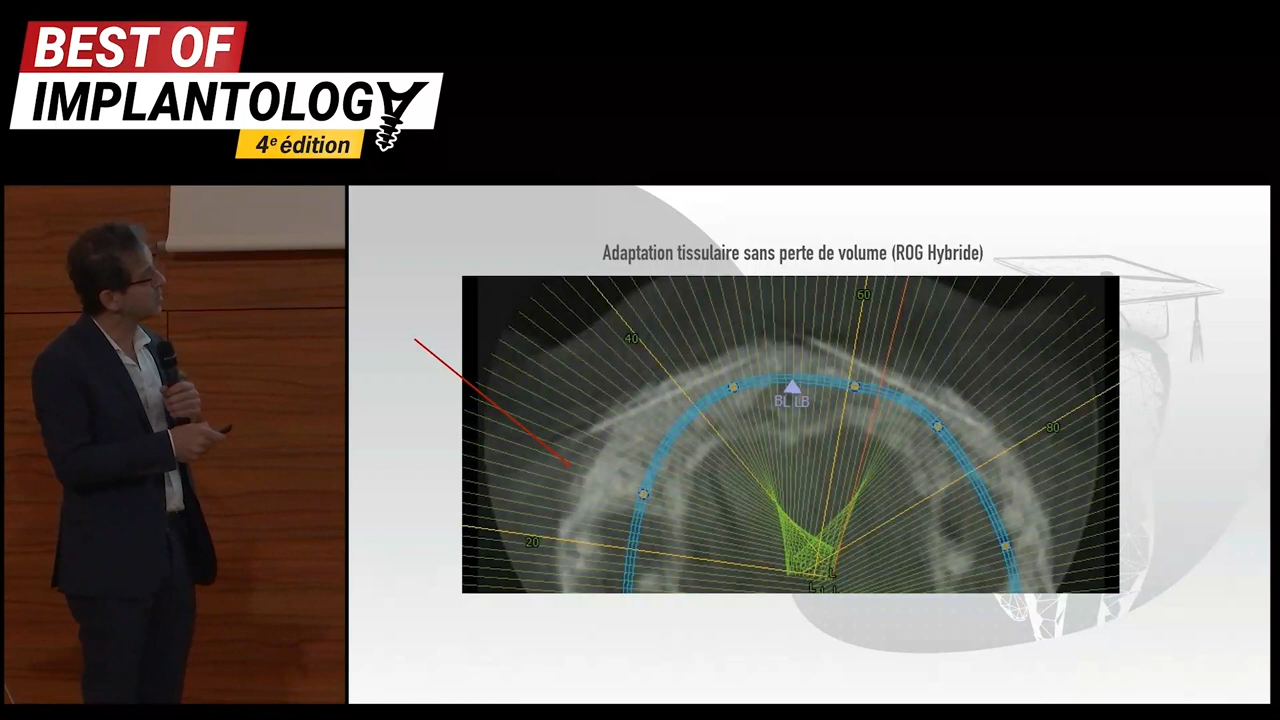 BEST OF
IMPLANTOLOGY
4e édition
Adaptation tissulaire sans perte de volume (ROG Hybride)
60
40
BL LB
80
20
L